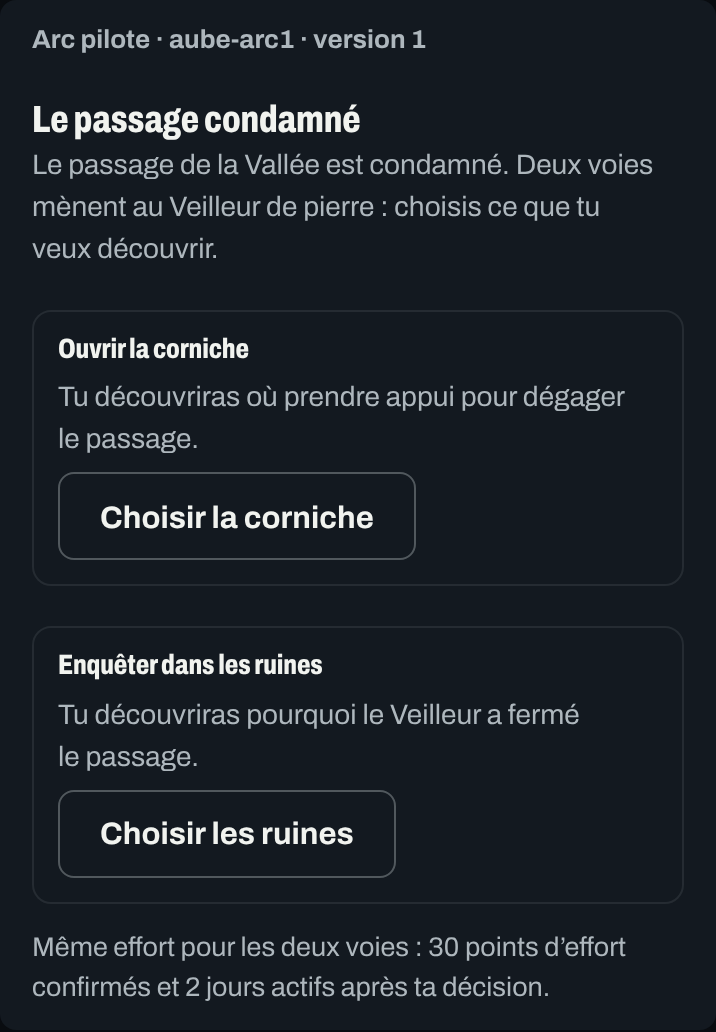 Arc pilote · aube-arc1 · version 1
Le passage condamné
Le passage de la Vallée est condamné. Deux voies
mènent au Veilleur de pierre : choisis ce que tu
veux découvrir.
Ouvrir la corniche
Tu découvriras où prendre appui pour dégager
le passage.
Choisir la corniche
Enquêter dans les ruines
Tu découvriras pourquoi le Veilleur a fermé
le passage.
Choisir les ruines
Même effort pour les deux voies : 30 points d’effort
confirmés et 2 jours actifs après ta décision.